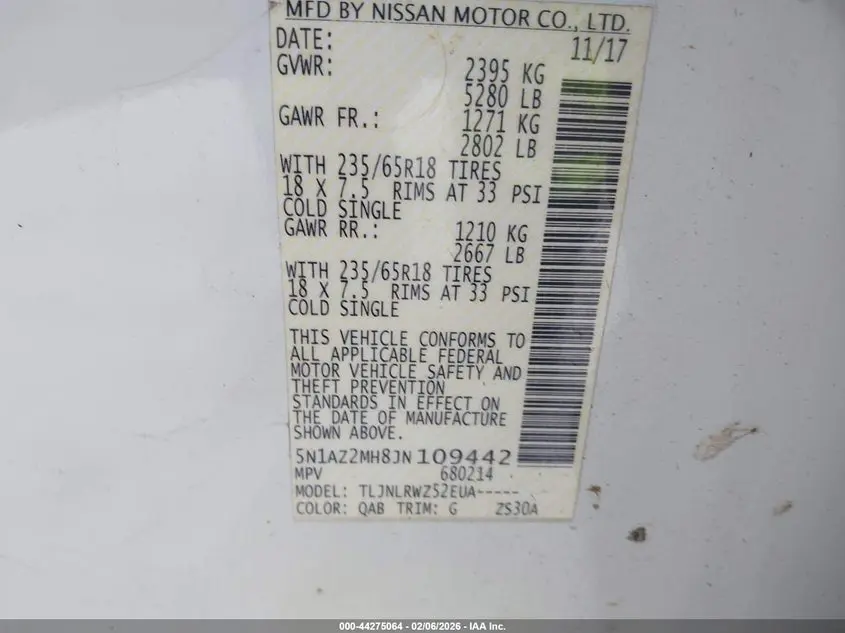 MFD BY NISSAN MOTOR CO., LTD.
DATE: 11/17
GVWR: 2395 KG
5280 LB
GAWR FR.: 1271 KG
2802 LB
WITH 235/65R18 TIRES
18 X 7.5 RIMS AT 33 PSI
COLD SINGLE
GAWR RR.: 1210 KG
2667 LB
WITH 235/65R18 TIRES
18 X 7.5 RIMS AT 33 PSI
COLD SINGLE
THIS VEHICLE CONFORMS TO
ALL APPLICABLE FEDERAL
MOTOR VEHICLE SAFETY AND
THEFT PREVENTION
STANDARDS IN EFFECT ON
THE DATE OF MANUFACTURE
SHOWN ABOVE.
5N1AZ2MH8JN109442
MPV 680214
MODEL: TLJNLRWZ52EUA-----
COLOR: QAB TRIM: G ZS30A
000-44275064 - 02/06/2026 - IAA Inc.